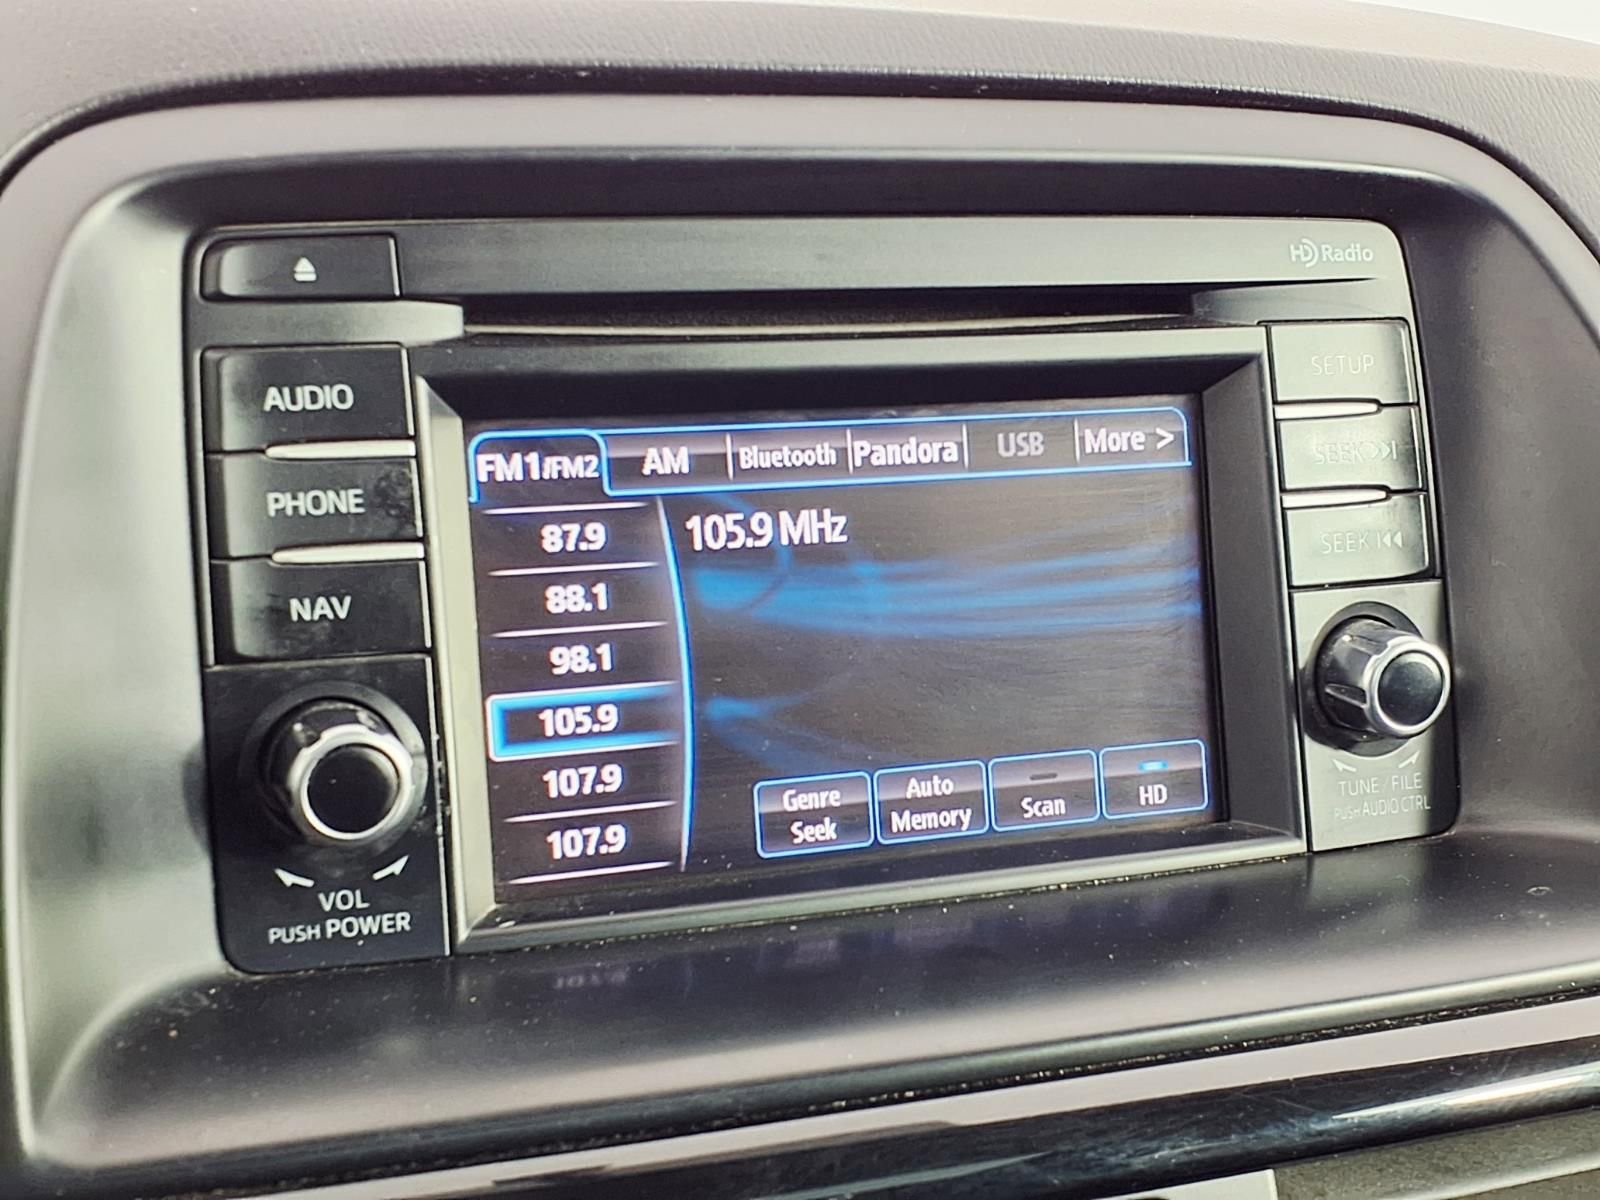 HD Radio
AUDIO
PHONE
NAV
VOL
PUSH POWER
FM1/FM2 AM Bluetooth Pandora USB More >
105.9 MHz
87.9
88.1
98.1
105.9
107.9
107.9
Genre
Seek
Auto
Memory
Scan
HD
SETUP
SEEK
SEEK
TUNE / FILE
PUSH AUDIO CTRL